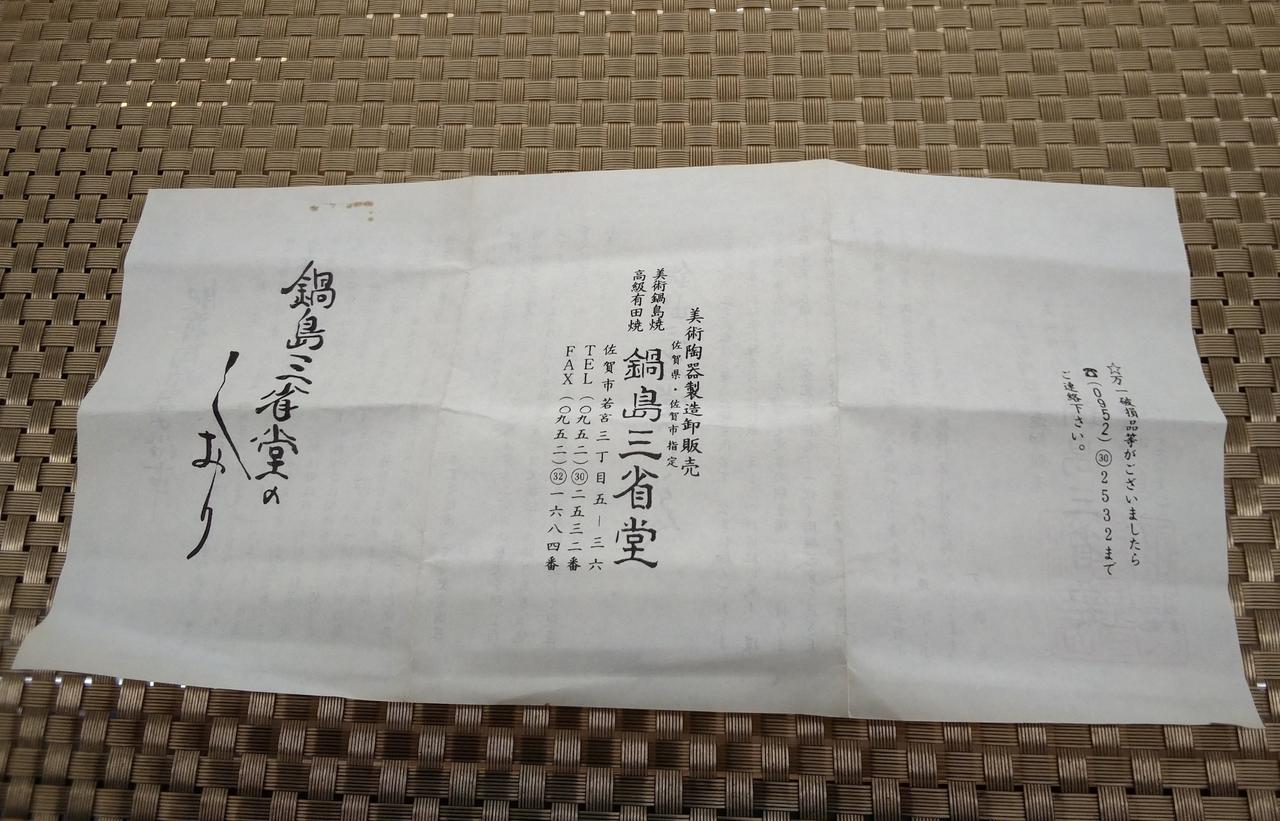 ☆万一破損品等がございましたら
☎(0952)㉚2532まで
ご連絡下さい。
美術陶器製造卸販売
佐賀県・佐賀市指定
美術鍋島焼
高級有田焼
鍋島三省堂
佐賀市若宮三丁目五―三六
TEL(〇九五二)㉚二五三二番
FAX(〇九五二)㉜一六八四番
鍋島三省堂の
しおり